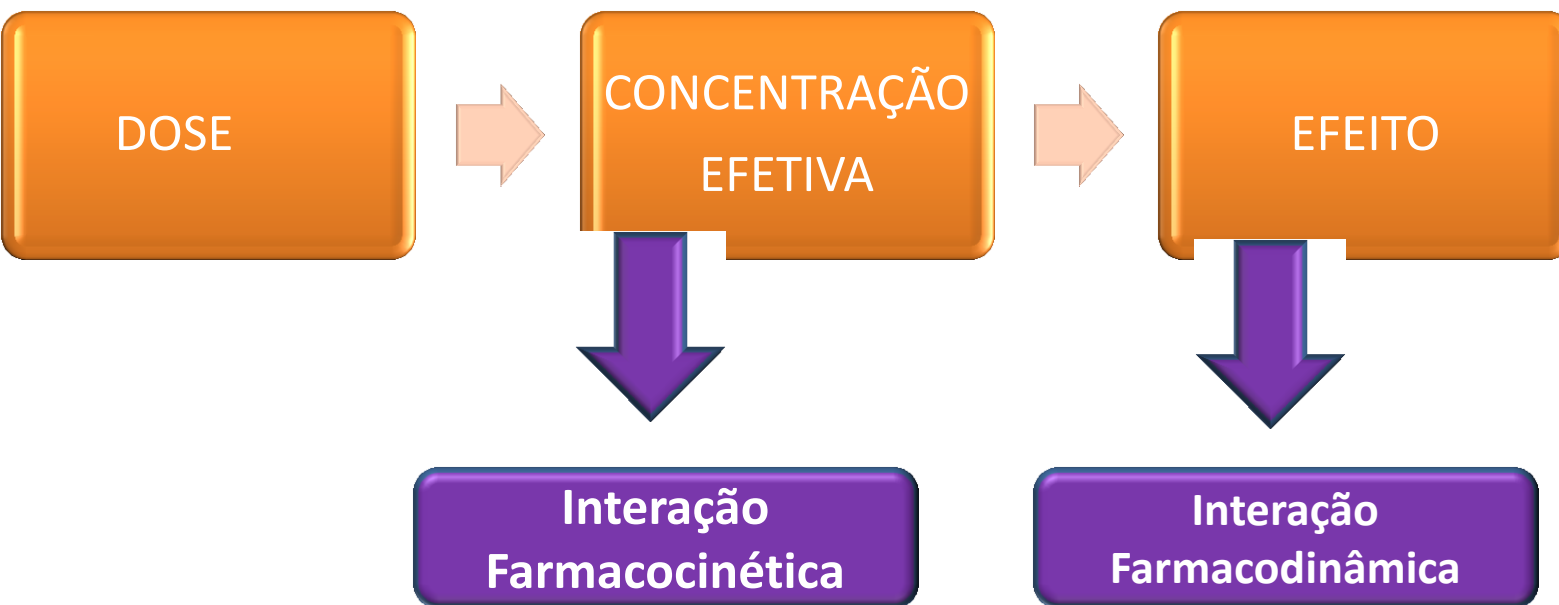 DOSE
CONCENTRAÇÃO
EFETIVA
EFEITO
Interação
Farmacocinética
Interação
Farmacodinâmica